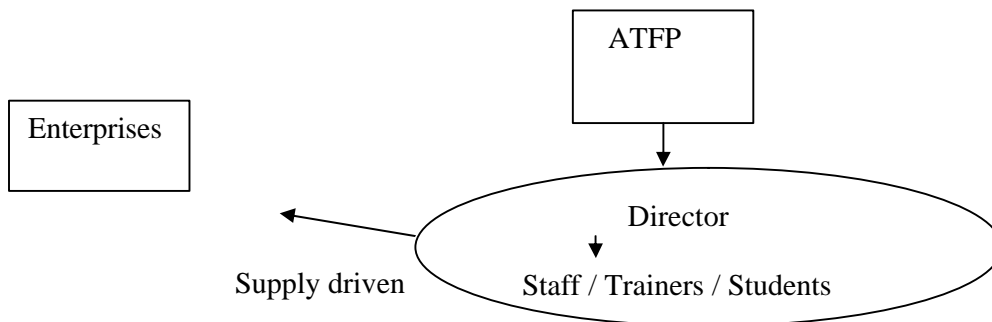 ATFP
Enterprises
Director
Supply driven
Staff / Trainers / Students